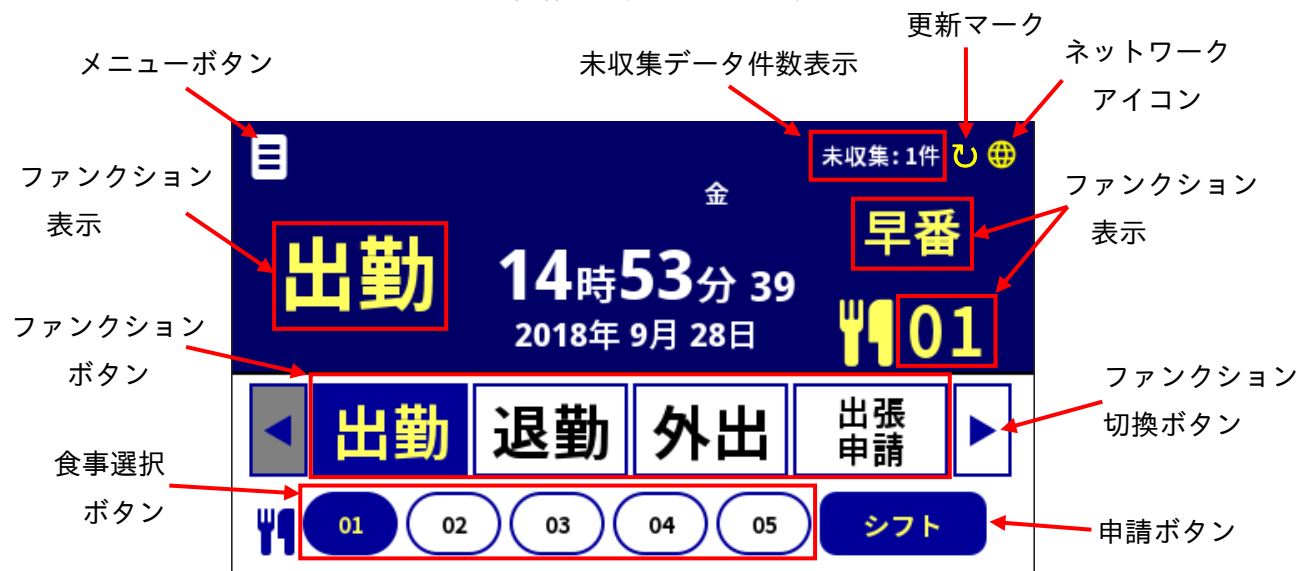 更新マーク
メニューボタン
未収集データ件数表示
ネットワーク
アイコン
未収集:1件
ファンクション
表示
金
早番
ファンクション
表示
出勤
14時53分 39
2018年 9月 28日
01
ファンクション
ボタン
出勤
退勤
外出
出張
申請
ファンクション
切換ボタン
食事選択
ボタン
01
02
03
04
05
シフト
申請ボタン